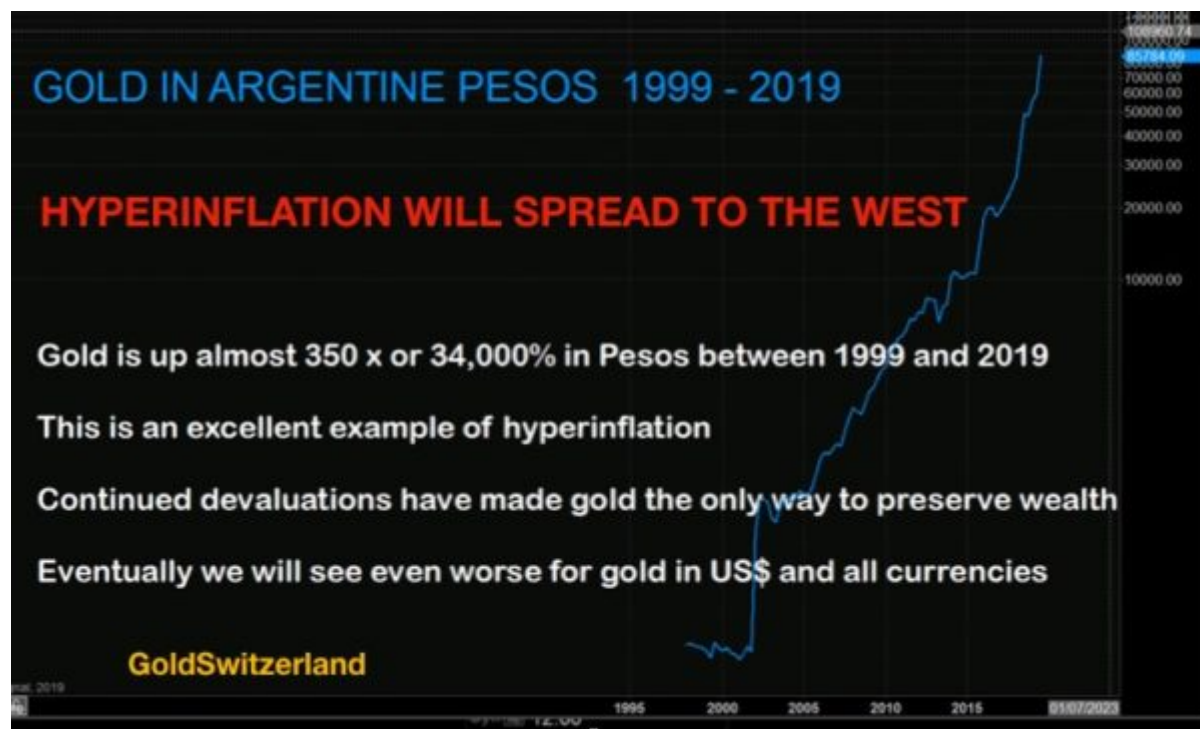 108960.74
GOLD IN ARGENTINE PESOS 1999 - 2019
85784.09
70000.00
60000.00
50000.00
40000.00
30000.00
HYPERINFLATION WILL SPREAD TO THE WEST
20000.00
10000.00
Gold is up almost 350 x or 34,000% in Pesos between 1999 and 2019
This is an excellent example of hyperinflation
Continued devaluations have made gold the only way to preserve wealth
Eventually we will see even worse for gold in US$ and all currencies
GoldSwitzerland
2019
1995 2000 2005 2010 2015 01/07/2023